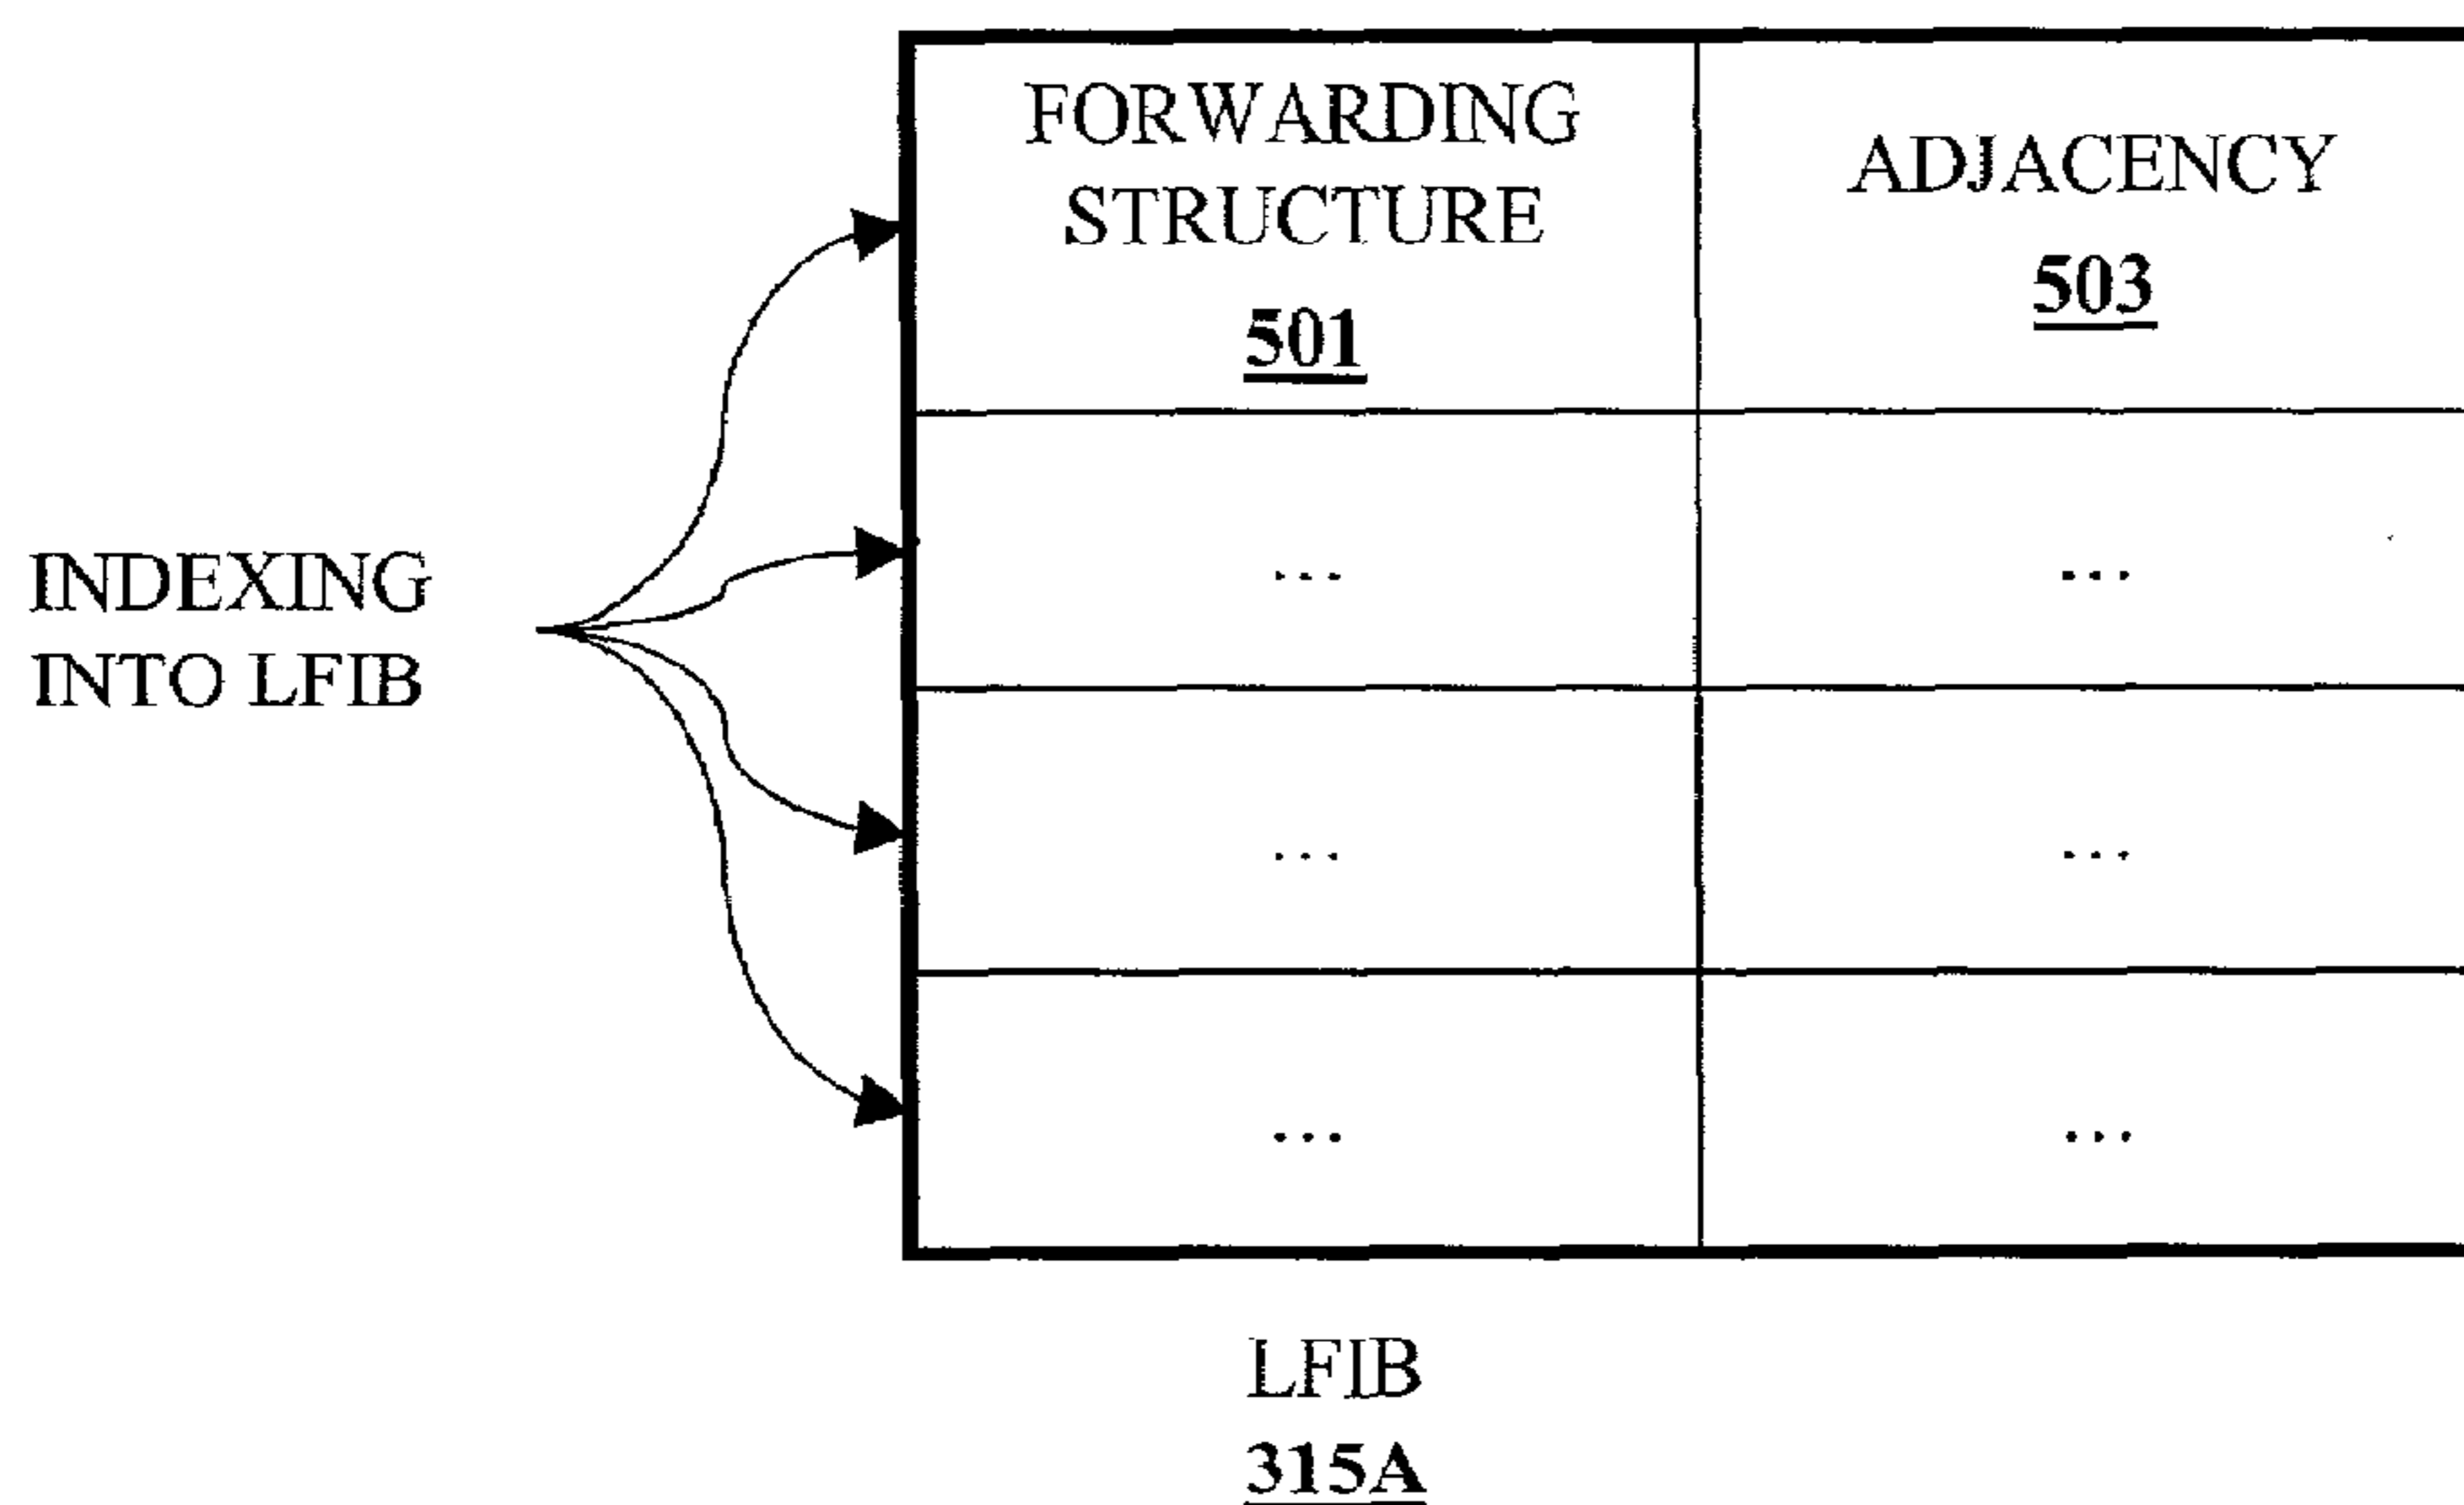 FORWARDING
STRUCTURE
501
ADJACENCY
503
INDEXING
INTO LFIB
... ...
... ...
... ...
LFIB
315A